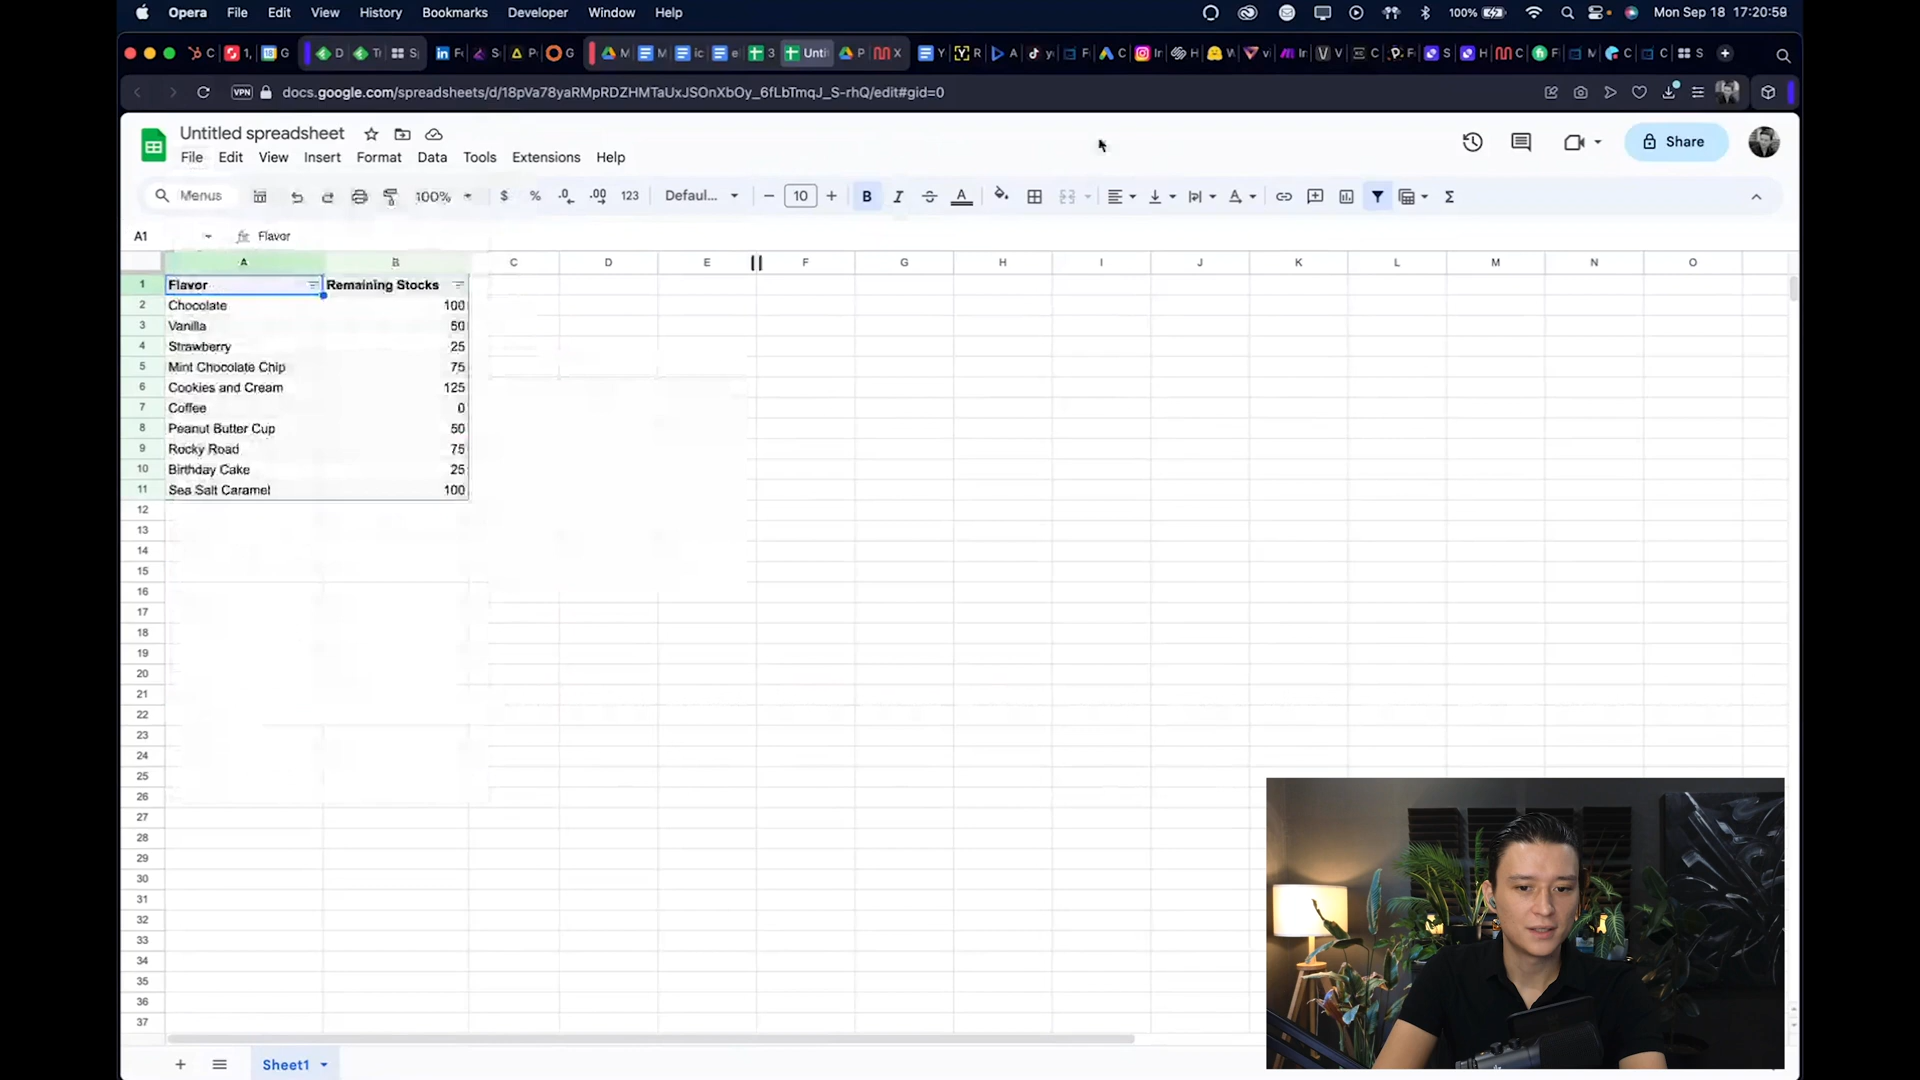 Opera File Edit View History Bookmarks Developer Window Help 100% Mon Sep 18 17:20:58
docs.google.com/spreadsheets/d/18pVa78yaRMpRDZHMTaUxJSOnXbOy_6fLbTmqJ_S-rhQ/edit#gid=0
Untitled spreadsheet
File Edit View Insert Format Data Tools Extensions Help
Share
Menus 100% $ % .0 .00 123 Defaul... 10 B I A Σ
A1 fx Flavor
A B C D E F G H I J K L M N O
1 Flavor Remaining Stocks
2 Chocolate 100
3 Vanilla 50
4 Strawberry 25
5 Mint Chocolate Chip 75
6 Cookies and Cream 125
7 Coffee 0
8 Peanut Butter Cup 50
9 Rocky Road 75
10 Birthday Cake 25
11 Sea Salt Caramel 100
12
13
14
15
16
17
18
19
20
21
22
23
24
25
26
27
28
29
30
31
32
33
34
35
36
37
Sheet1